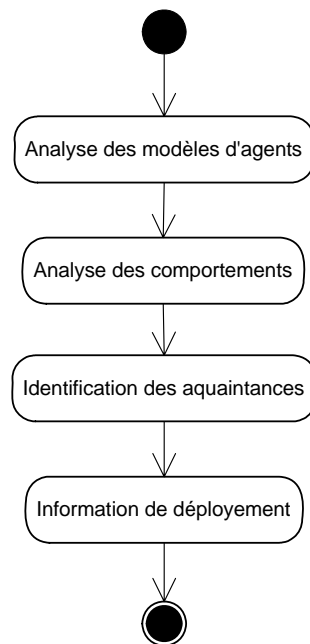 Analyse des modèles d'agents
Analyse des comportements
Identification des aquaintances
Information de déployement